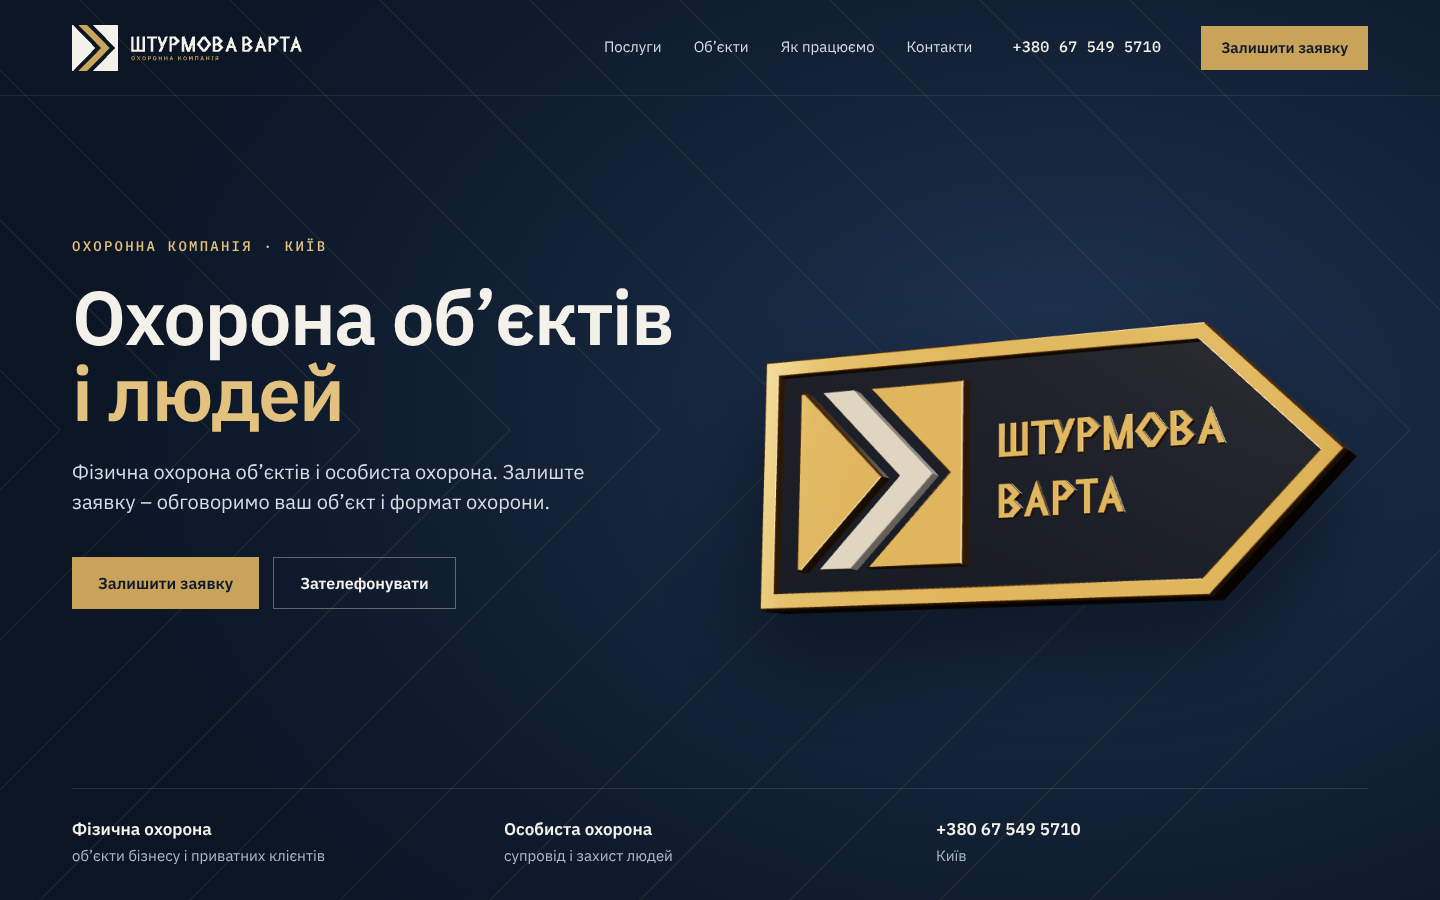 ШТУРМОВА ВАРТА
ОХОРОННА КОМПАНІЯ
Послуги
Об’єкти
Як працюємо
Контакти
+380 67 549 5710
Залишити заявку
ОХОРОННА КОМПАНІЯ · КИЇВ
Охорона об’єктів
і людей
Фізична охорона об’єктів і особиста охорона. Залиште
заявку – обговоримо ваш об’єкт і формат охорони.
Залишити заявку
Зателефонувати
ШТУРМОВА
ВАРТА
Фізична охорона
об’єкти бізнесу і приватних клієнтів
Особиста охорона
супровід і захист людей
+380 67 549 5710
Київ